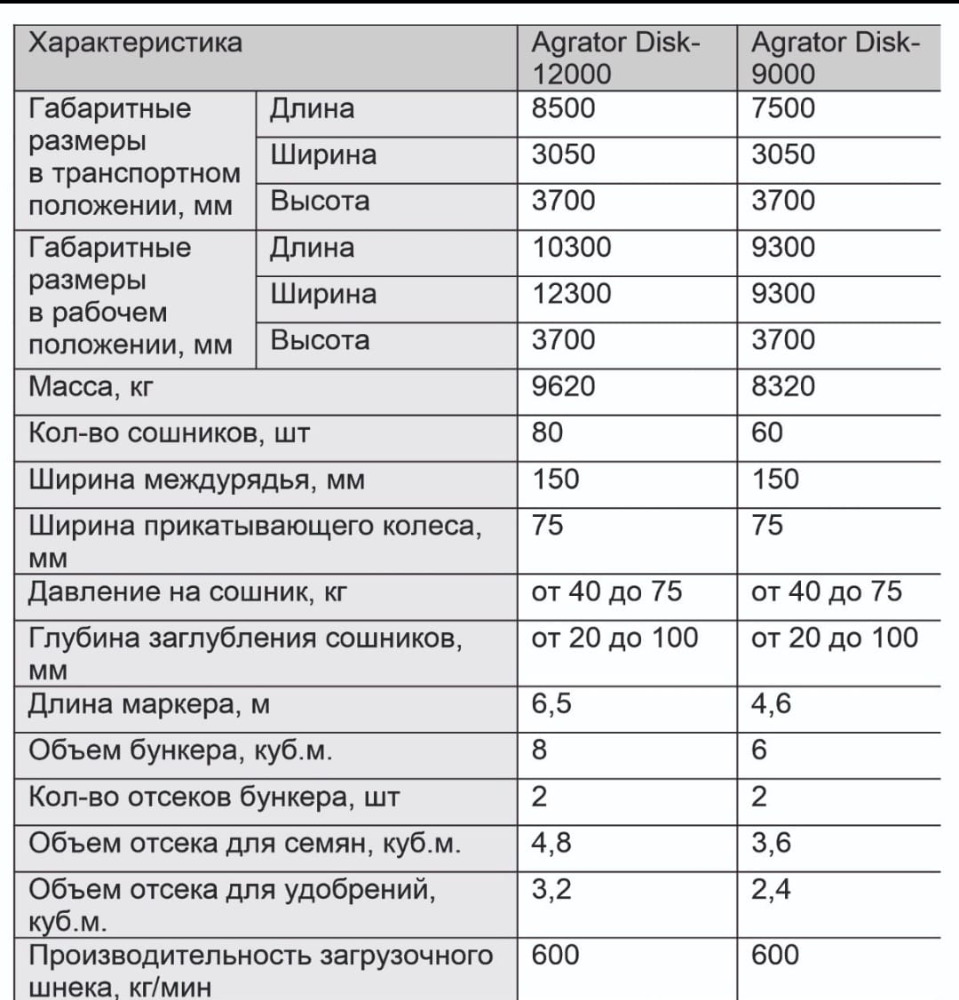 Характеристика Agrator Disk- Agrator Disk-
12000 9000
Габаритные Длина 8500 7500
размеры Ширина 3050 3050
в транспортном
положении, мм Высота 3700 3700
Габаритные Длина 10300 9300
размеры Ширина 12300 9300
в рабочем
положении, мм Высота 3700 3700
Масса, кг 9620 8320
Кол-во сошников, шт 80 60
Ширина междурядья, мм 150 150
Ширина прикатывающего колеса, 75 75
мм
Давление на сошник, кг от 40 до 75 от 40 до 75
Глубина заглубления сошников, от 20 до 100 от 20 до 100
мм
Длина маркера, м 6,5 4,6
Объем бункера, куб.м. 8 6
Кол-во отсеков бункера, шт 2 2
Объем отсека для семян, куб.м. 4,8 3,6
Объем отсека для удобрений, 3,2 2,4
куб.м.
Производительность загрузочного 600 600
шнека, кг/мин